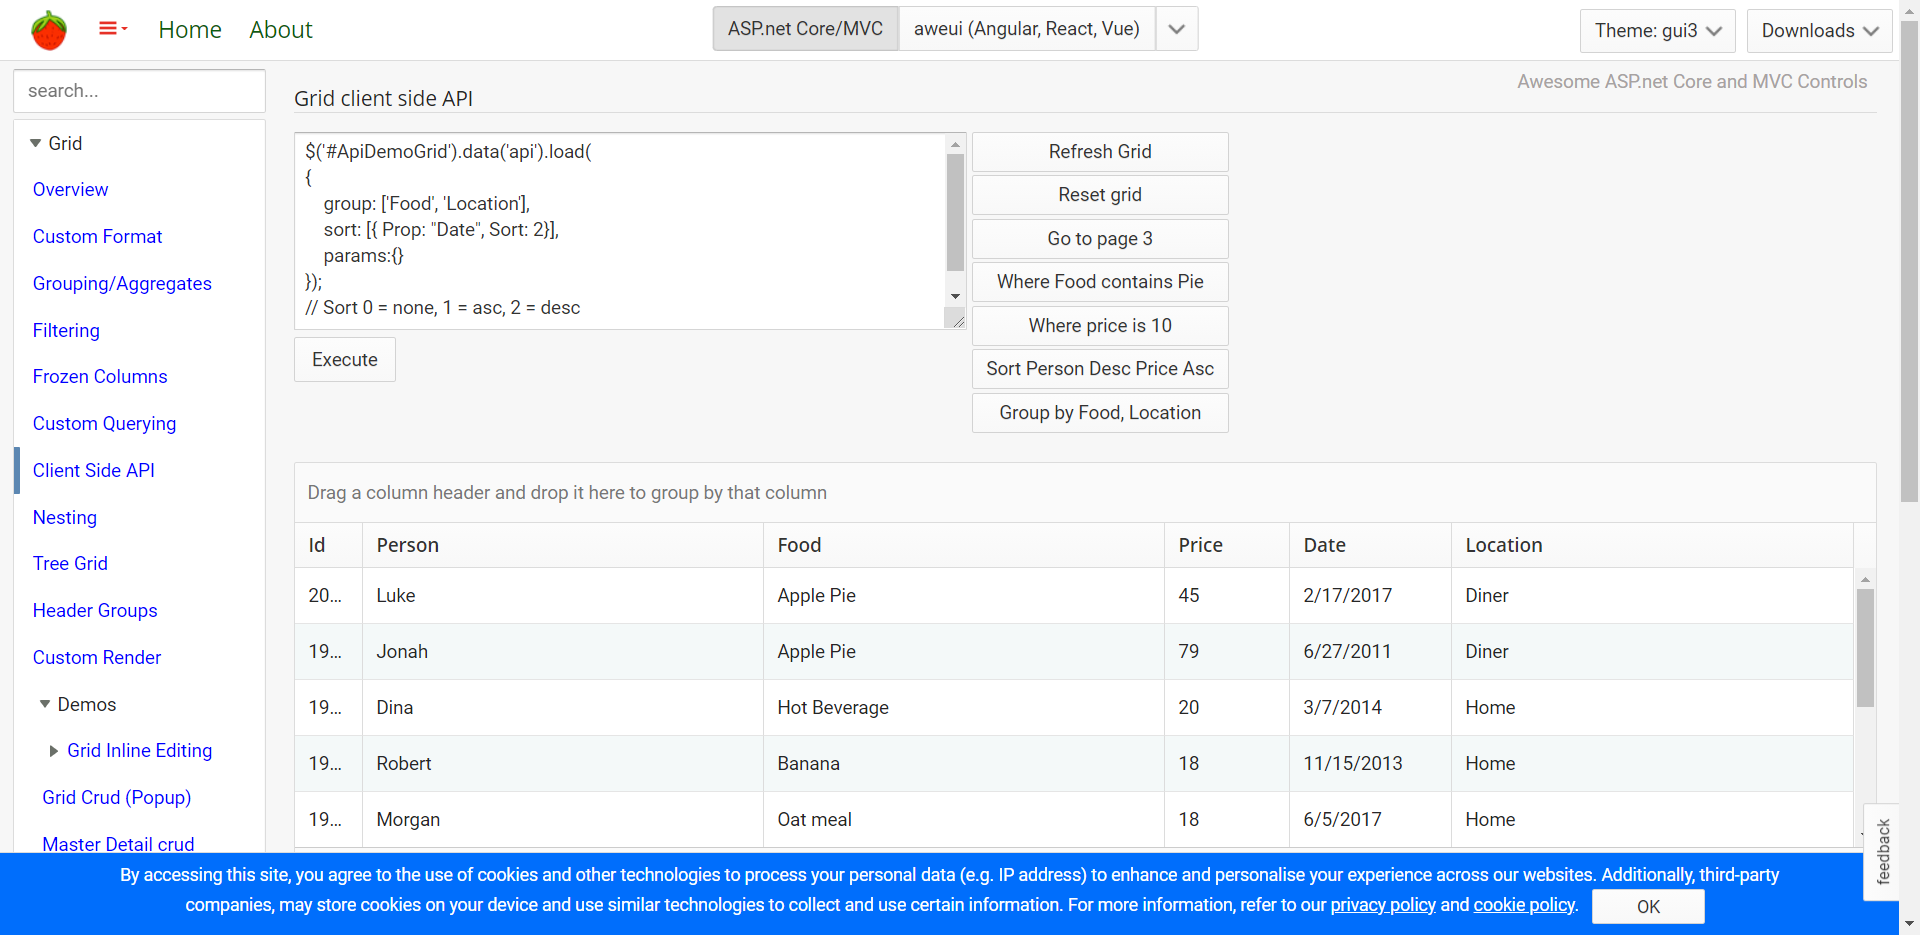 Home
About
ASP.net Core/MVC
aweui (Angular, React, Vue)
Theme: gui3
Downloads
Awesome ASP.net Core and MVC Controls
search...
Grid
Overview
Custom Format
Grouping/Aggregates
Filtering
Frozen Columns
Custom Querying
Client Side API
Nesting
Tree Grid
Header Groups
Custom Render
Demos
Grid Inline Editing
Grid Crud (Popup)
Master Detail crud
Grid client side API
$('#ApiDemoGrid').data('api').load(
{
group: ['Food', 'Location'],
sort: [{ Prop: "Date", Sort: 2}],
params:{}
});
// Sort 0 = none, 1 = asc, 2 = desc
Execute
Refresh Grid
Reset grid
Go to page 3
Where Food contains Pie
Where price is 10
Sort Person Desc Price Asc
Group by Food, Location
Drag a column header and drop it here to group by that column
Id Person Food Price Date Location
20... Luke Apple Pie 45 2/17/2017 Diner
19... Jonah Apple Pie 79 6/27/2011 Diner
19... Dina Hot Beverage 20 3/7/2014 Home
19... Robert Banana 18 11/15/2013 Home
19... Morgan Oat meal 18 6/5/2017 Home
feedback
By accessing this site, you agree to the use of cookies and other technologies to process your personal data (e.g. IP address) to enhance and personalise your experience across our websites. Additionally, third-party
companies, may store cookies on your device and use similar technologies to collect and use certain information. For more information, refer to our privacy policy and cookie policy.
OK